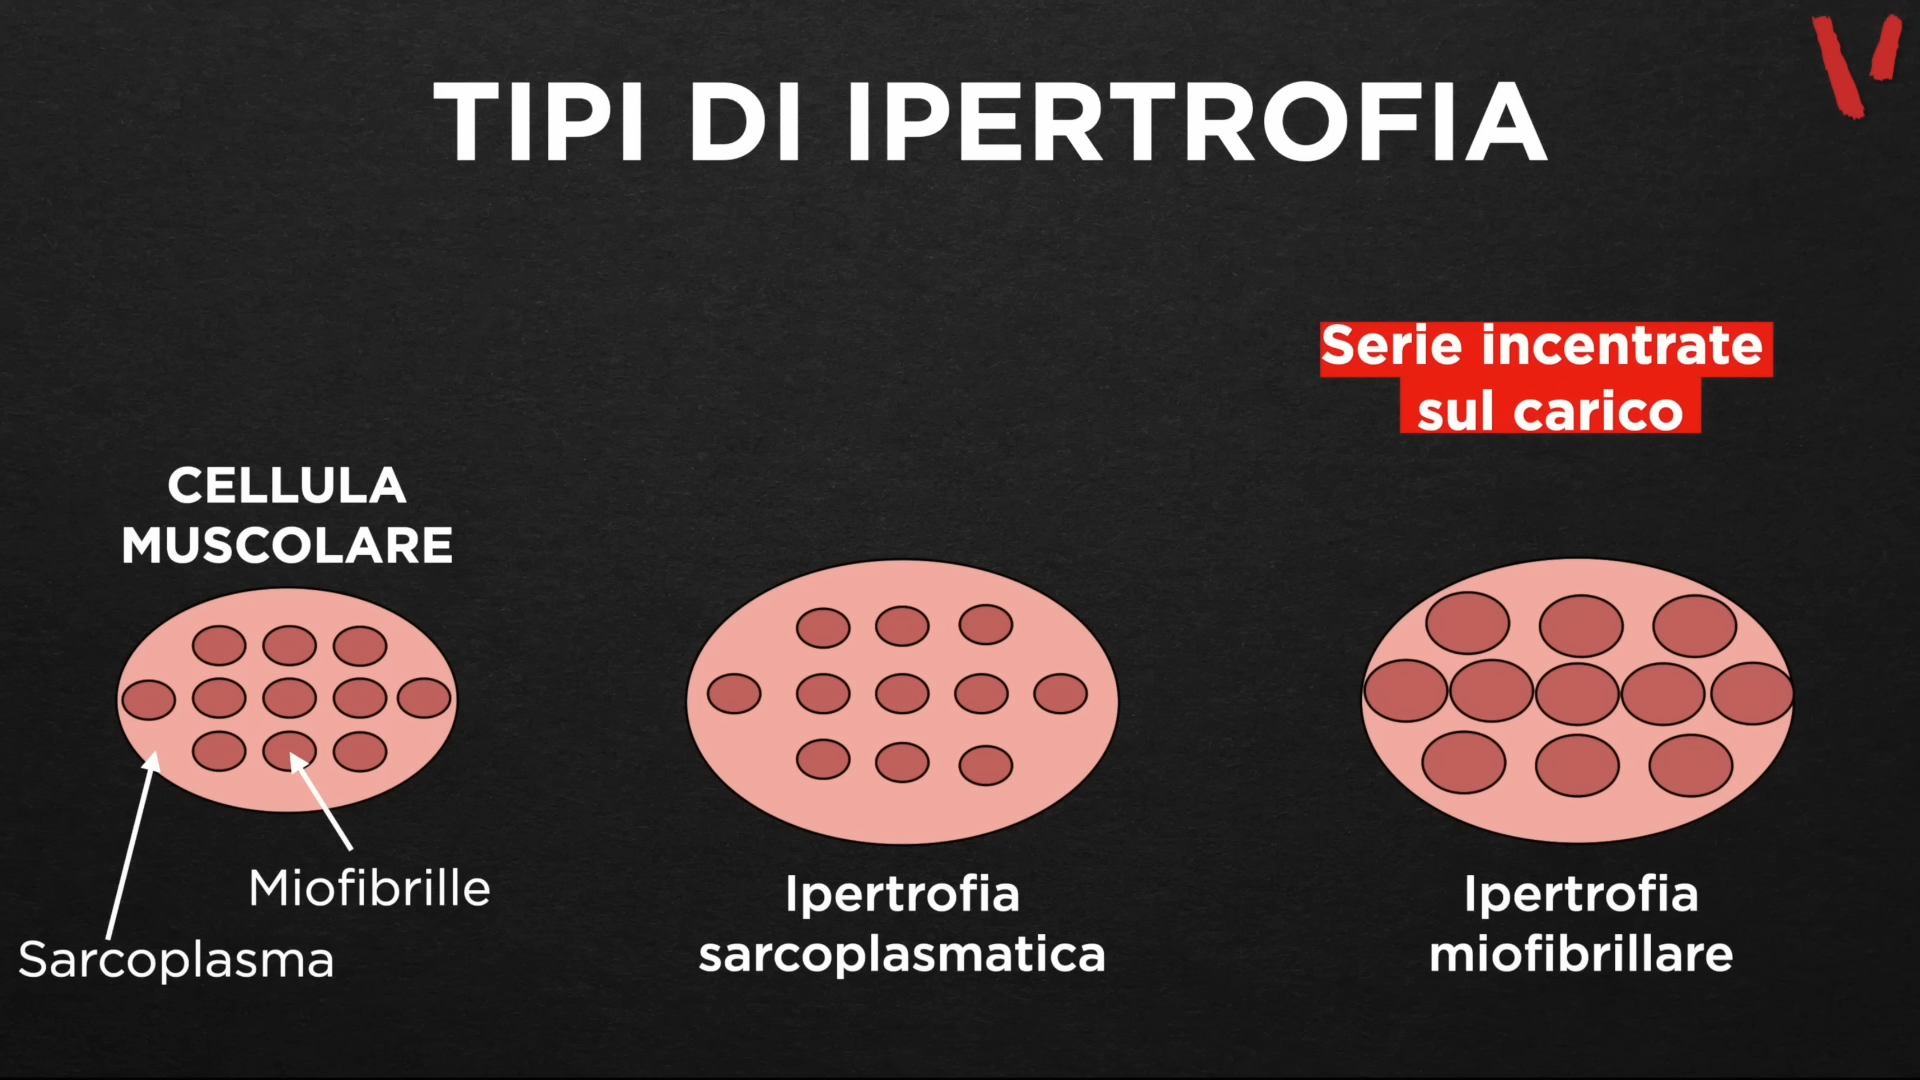 TIPI DI IPERTROFIA
Serie incentrate
sul carico
CELLULA
MUSCOLARE
Miofibrille
Sarcoplasma
Ipertrofia
sarcoplasmatica
Ipertrofia
miofibrillare